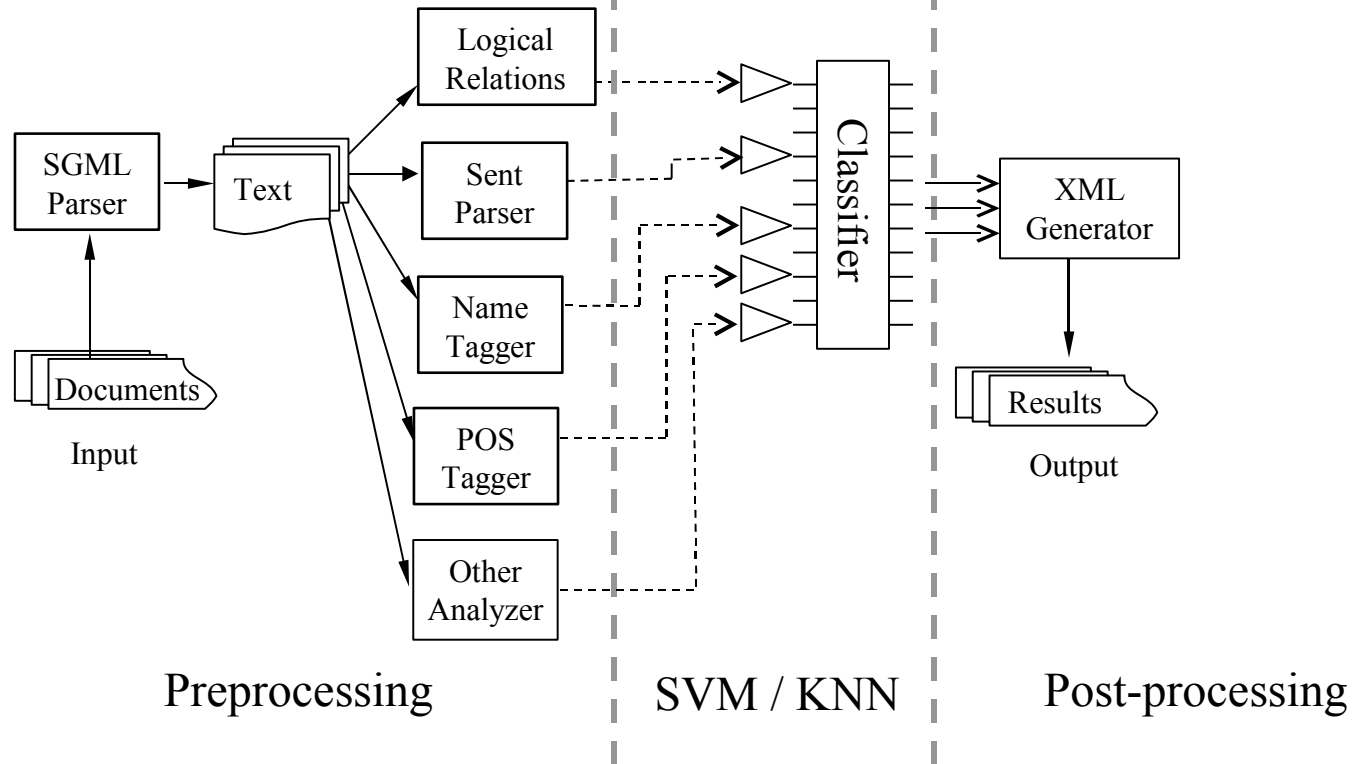 SGML
Parser
Documents
Input
Text
Logical
Relations
Sent
Parser
Name
Tagger
POS
Tagger
Other
Analyzer
Classifier
XML
Generator
Results
Output
Preprocessing
SVM / KNN
Post-processing